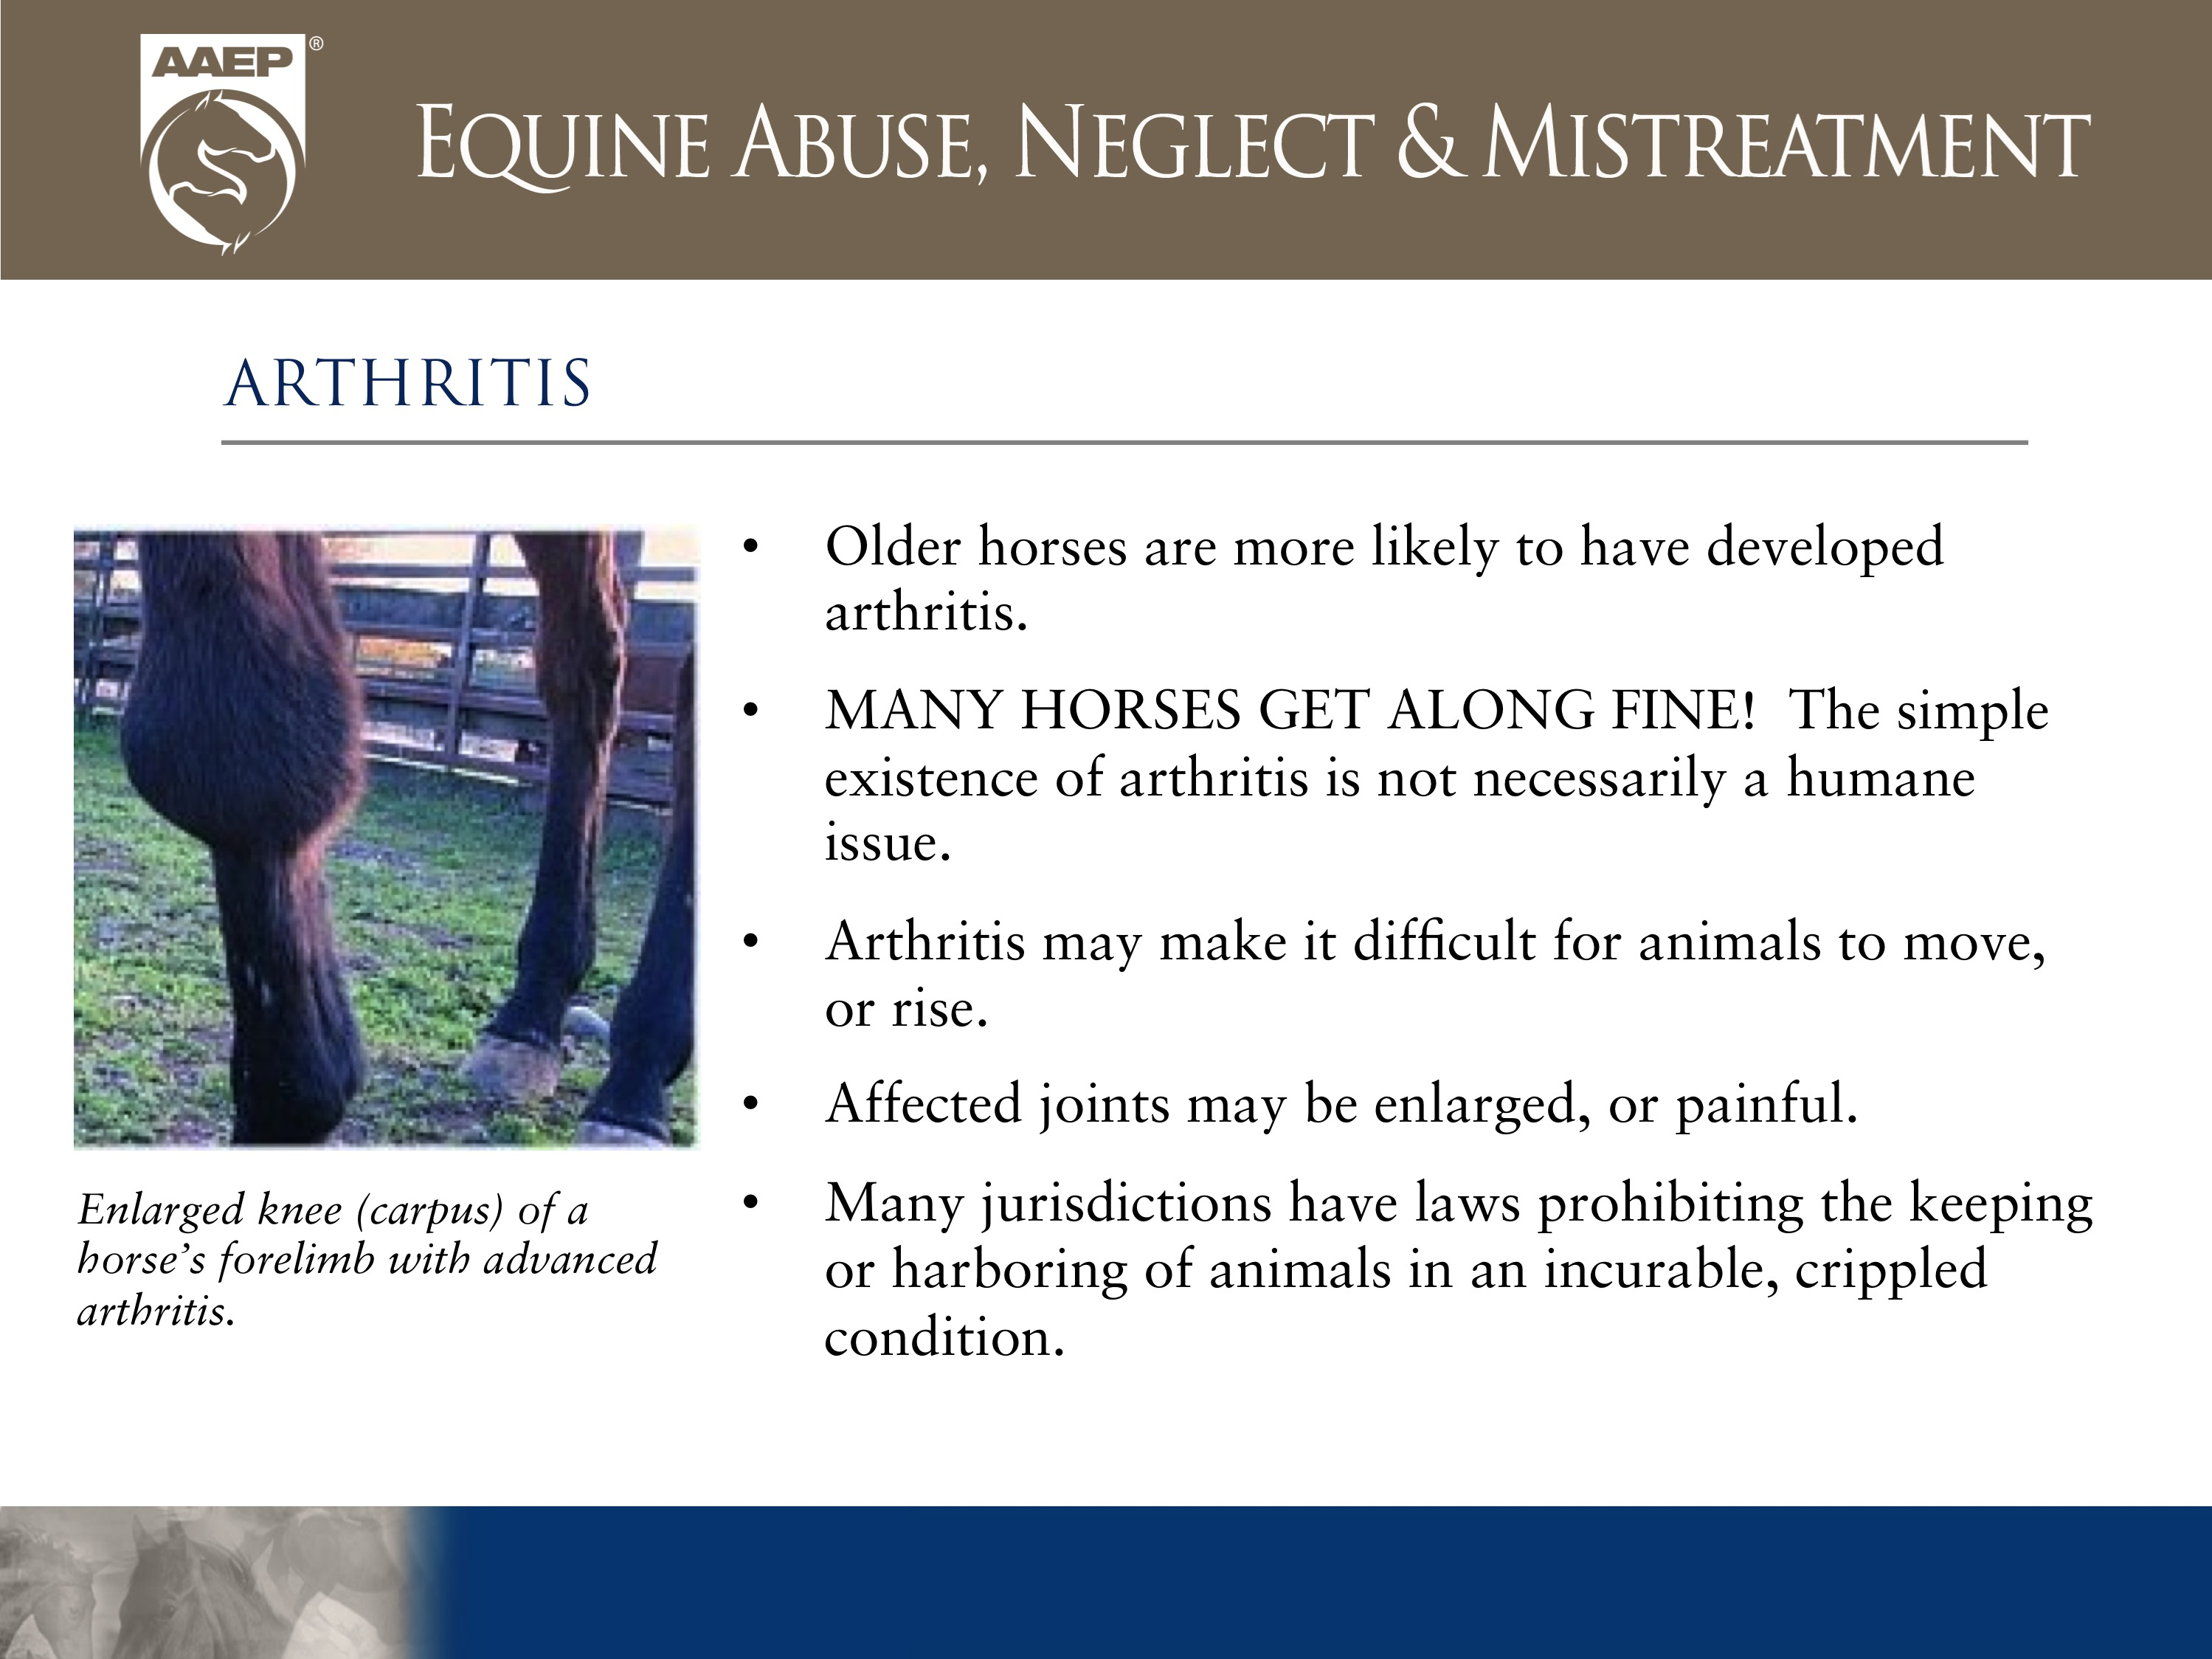 AAEP ®
EQUINE ABUSE, NEGLECT & MISTREATMENT
ARTHRITIS
• Older horses are more likely to have developed
arthritis.
• MANY HORSES GET ALONG FINE!  The simple
existence of arthritis is not necessarily a humane
issue.
• Arthritis may make it difficult for animals to move,
or rise.
• Affected joints may be enlarged, or painful.
• Many jurisdictions have laws prohibiting the keeping
or harboring of animals in an incurable, crippled
condition.
Enlarged knee (carpus) of a
horse’s forelimb with advanced
arthritis.